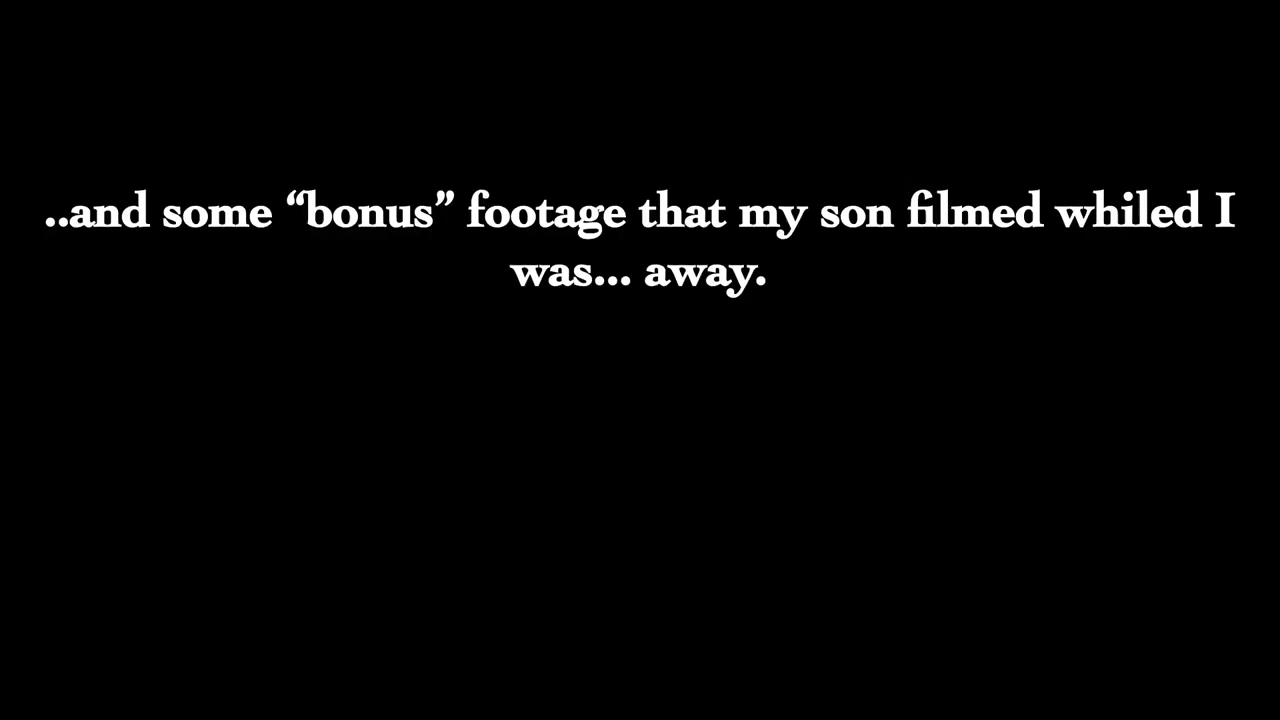 ..and some “bonus” footage that my son filmed whiled I
was... away.